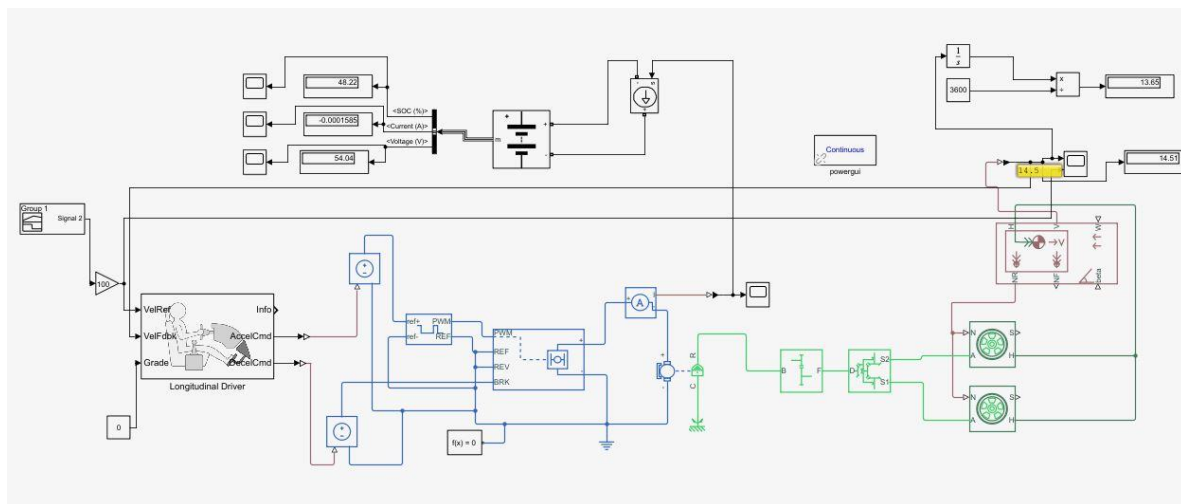 48.22
<SOC (%)>
-0.0001585
<Current (A)>
<Voltage (V)>
54.04
m
+
+
-
-
s
+
Continuous
powergui
1
s
3600
x
÷
13.65
14.5
14.51
Group 1
Signal 2
100
VelRef
VelFdbk
Grade
Info
AccelCmd
DecelCmd
Longitudinal Driver
0
ref+
ref-
PWM
REF
PWM
REF
REV
BRK
+
-
f(x) = 0
A
+
-
C
R
B
F
D
S2
S1
H
V
W
NR
NF
beta
N
A
S
H
N
A
S
H